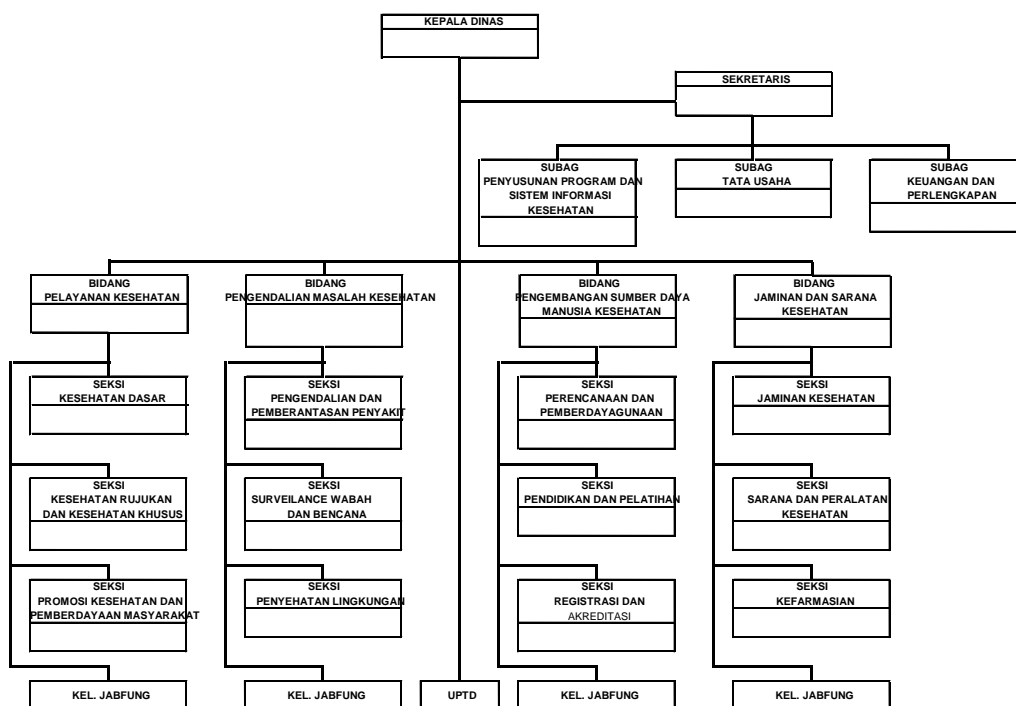 KEPALA DINAS
SEKRETARIS
SUBAG
PENYUSUNAN PROGRAM DAN
SISTEM INFORMASI
KESEHATAN
SUBAG
TATA USAHA
SUBAG
KEUANGAN DAN
PERLENGKAPAN
BIDANG
PELAYANAN KESEHATAN
BIDANG
PENGENDALIAN MASALAH KESEHATAN
BIDANG
PENGEMBANGAN SUMBER DAYA
MANUSIA KESEHATAN
BIDANG
JAMINAN DAN SARANA
KESEHATAN
SEKSI
KESEHATAN DASAR
SEKSI
PENGENDALIAN DAN
PEMBERANTASAN PENYAKIT
SEKSI
PERENCANAAN DAN
PEMBERDAYAGUNAAN
SEKSI
JAMINAN KESEHATAN
SEKSI
KESEHATAN RUJUKAN
DAN KESEHATAN KHUSUS
SEKSI
SURVEILANCE WABAH
DAN BENCANA
SEKSI
PENDIDIKAN DAN PELATIHAN
SEKSI
SARANA DAN PERALATAN
KESEHATAN
SEKSI
PROMOSI KESEHATAN DAN
PEMBERDAYAAN MASYARAKAT
SEKSI
PENYEHATAN LINGKUNGAN
SEKSI
REGISTRASI DAN
AKREDITASI
SEKSI
KEFARMASIAN
KEL. JABFUNG
KEL. JABFUNG
UPTD
KEL. JABFUNG
KEL. JABFUNG